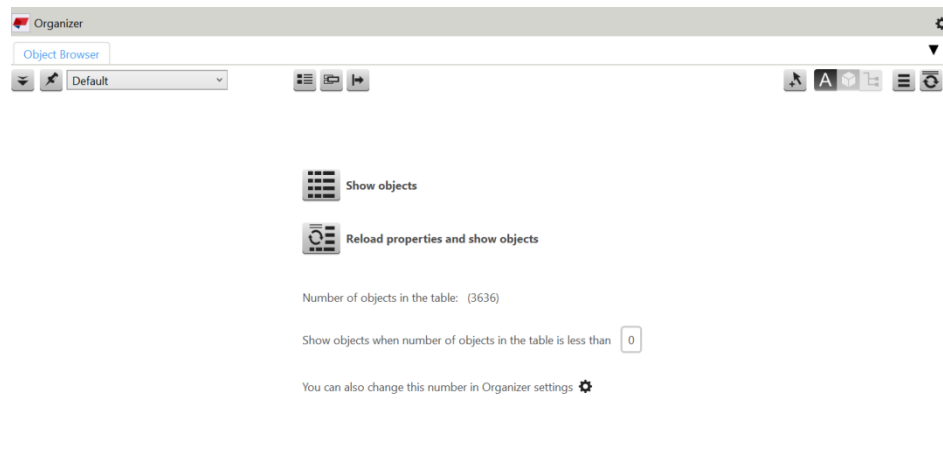 Organizer
Object Browser
Default
A
Show objects
Reload properties and show objects
Number of objects in the table: (3636)
Show objects when number of objects in the table is less than 0
You can also change this number in Organizer settings